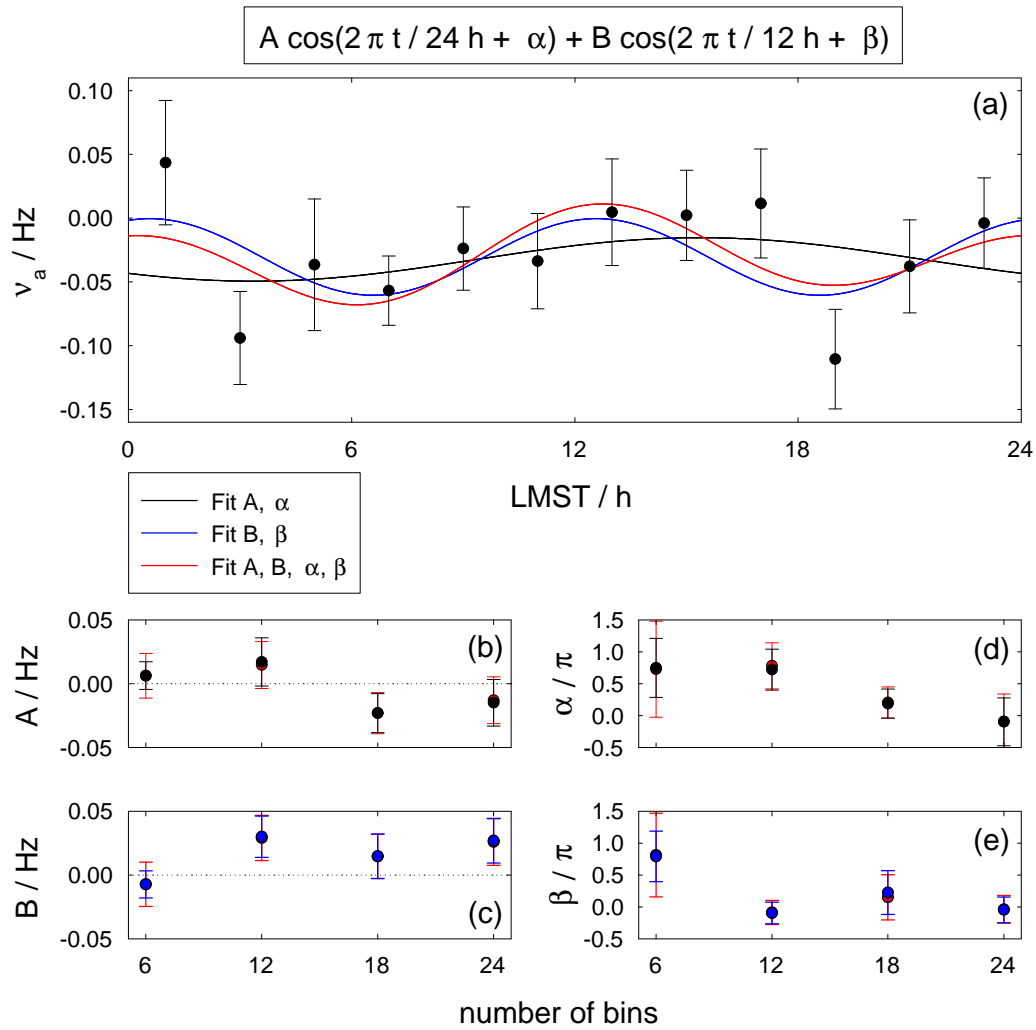 A cos(2 π t / 24 h + α) + B cos(2 π t / 12 h + β)
(a)
0.10
0.05
0.00
-0.05
-0.10
-0.15
ν_a / Hz
0 6 12 18 24
LMST / h
Fit A, α
Fit B, β
Fit A, B, α, β
(b)
0.05
0.00
-0.05
A / Hz
(d)
1.5
1.0
0.5
0.0
-0.5
α / π
(c)
0.05
0.00
-0.05
B / Hz
6 12 18 24
(e)
1.5
1.0
0.5
0.0
-0.5
β / π
6 12 18 24
number of bins